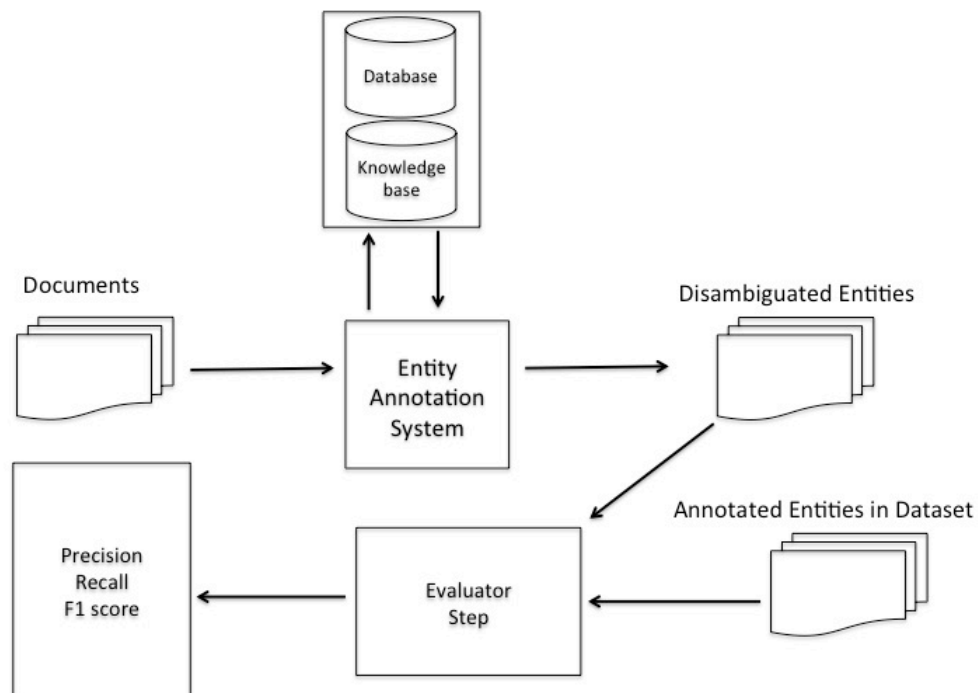 Database
Knowledge
base
Documents
Disambiguated Entities
Entity
Annotation
System
Annotated Entities in Dataset
Precision
Recall
F1 score
Evaluator
Step